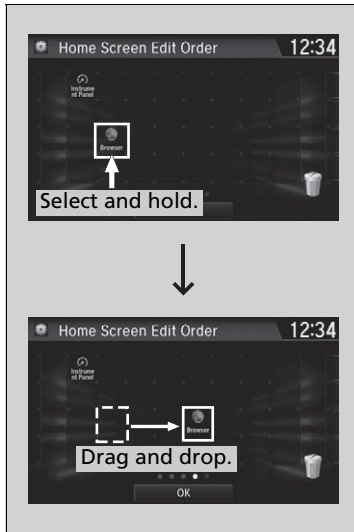 Home Screen Edit Order 12:34
Instrume
nt Panel
Browser
Select and hold.
Home Screen Edit Order 12:34
Instrume
nt Panel
Browser
Drag and drop.
OK